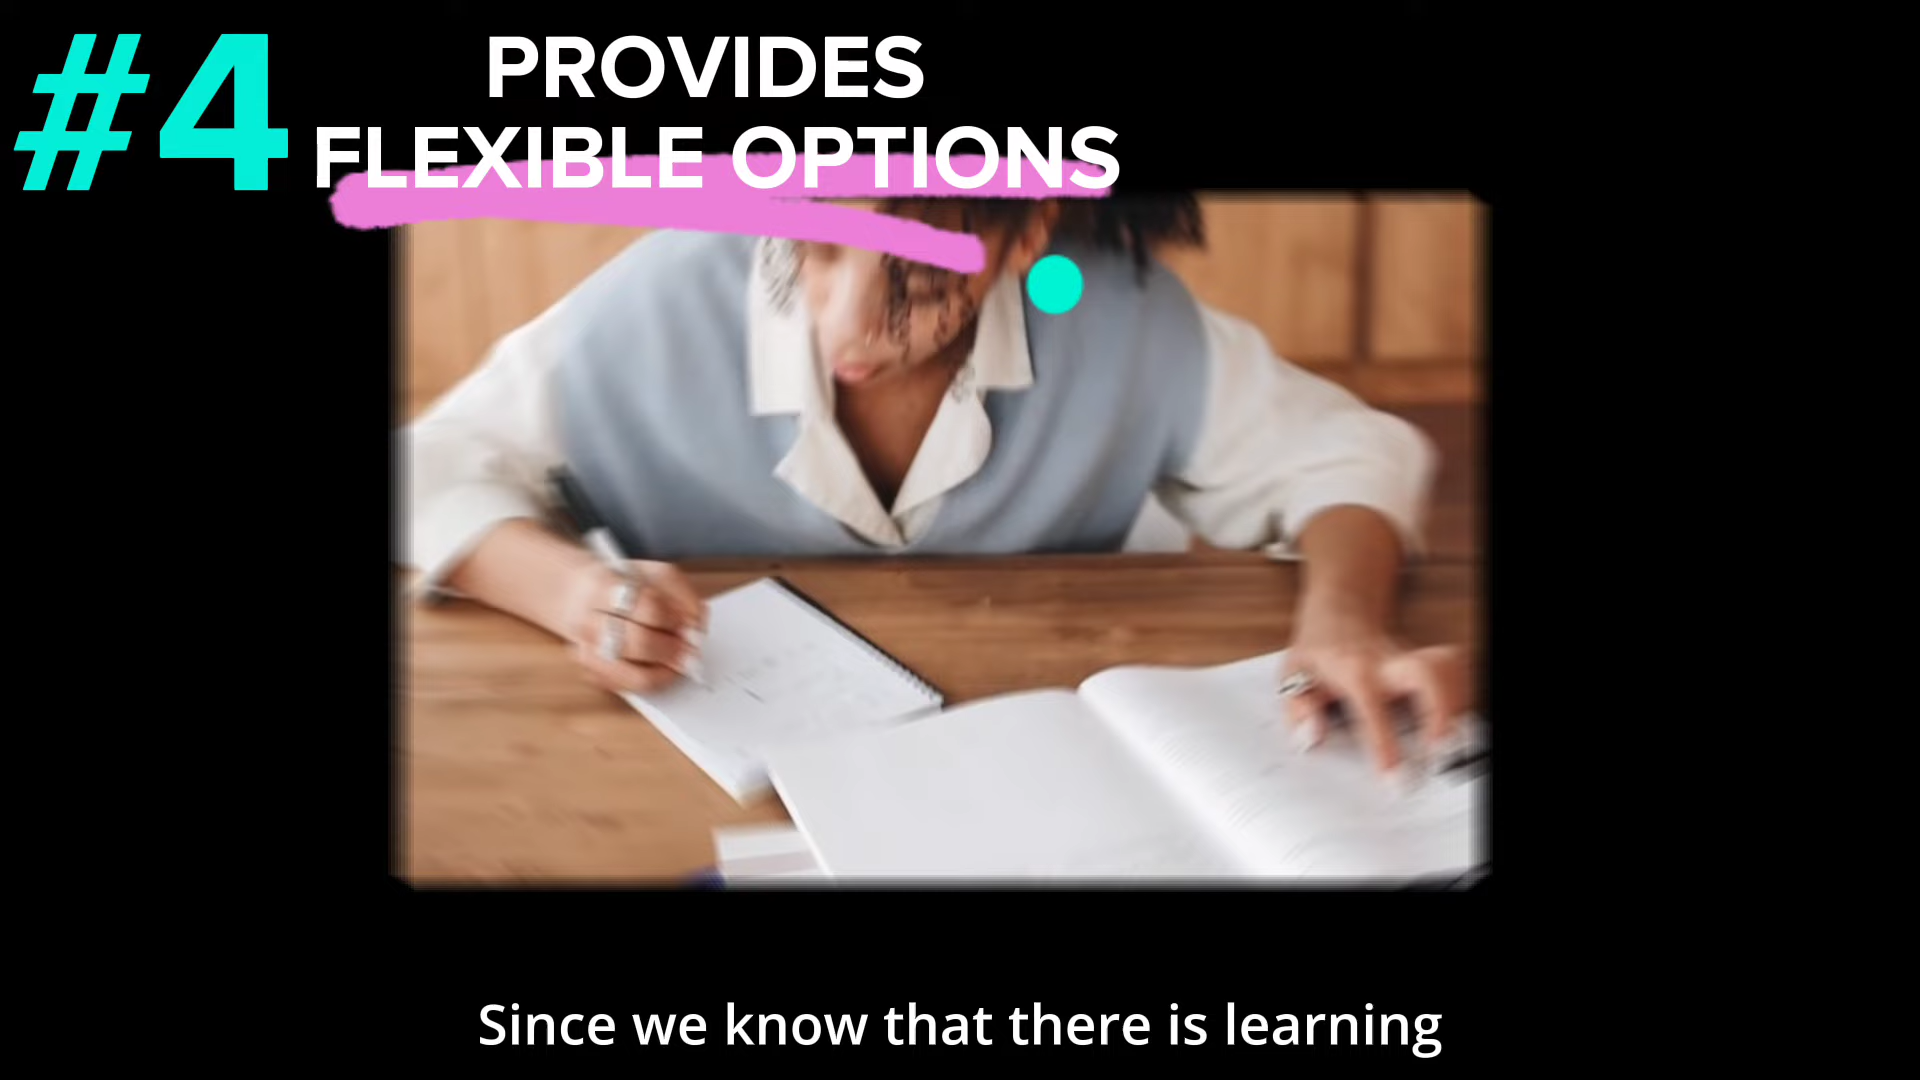 #4
PROVIDES
FLEXIBLE OPTIONS
Since we know that there is learning